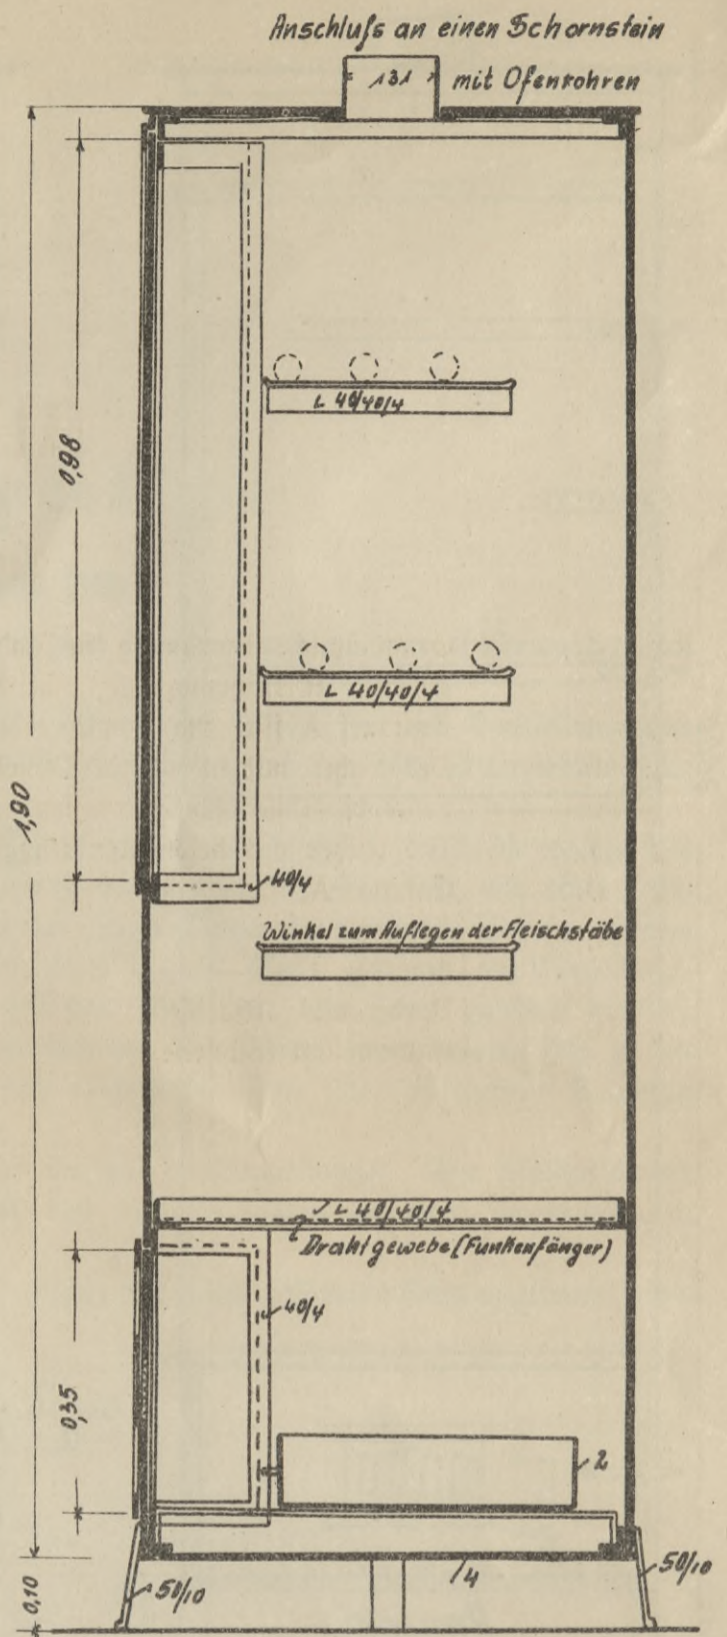 Anschluſs an einen Schornstein
131 mit Ofenrohren
L 40/40/4
0,98
L 40/40/4
1,90
40/4
Winkel zum Auflegen der Fleischstäbe
L 40/40/4
Drahtgewebe (Funkenfänger)
40/4
0,35
2
50/10
4
50/10
0,10